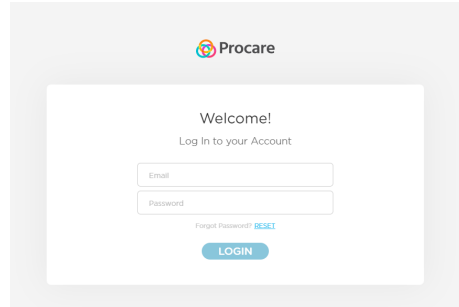 Procare
Welcome!
Log In to your Account
Email
Password
Forgot Password? RESET
LOGIN